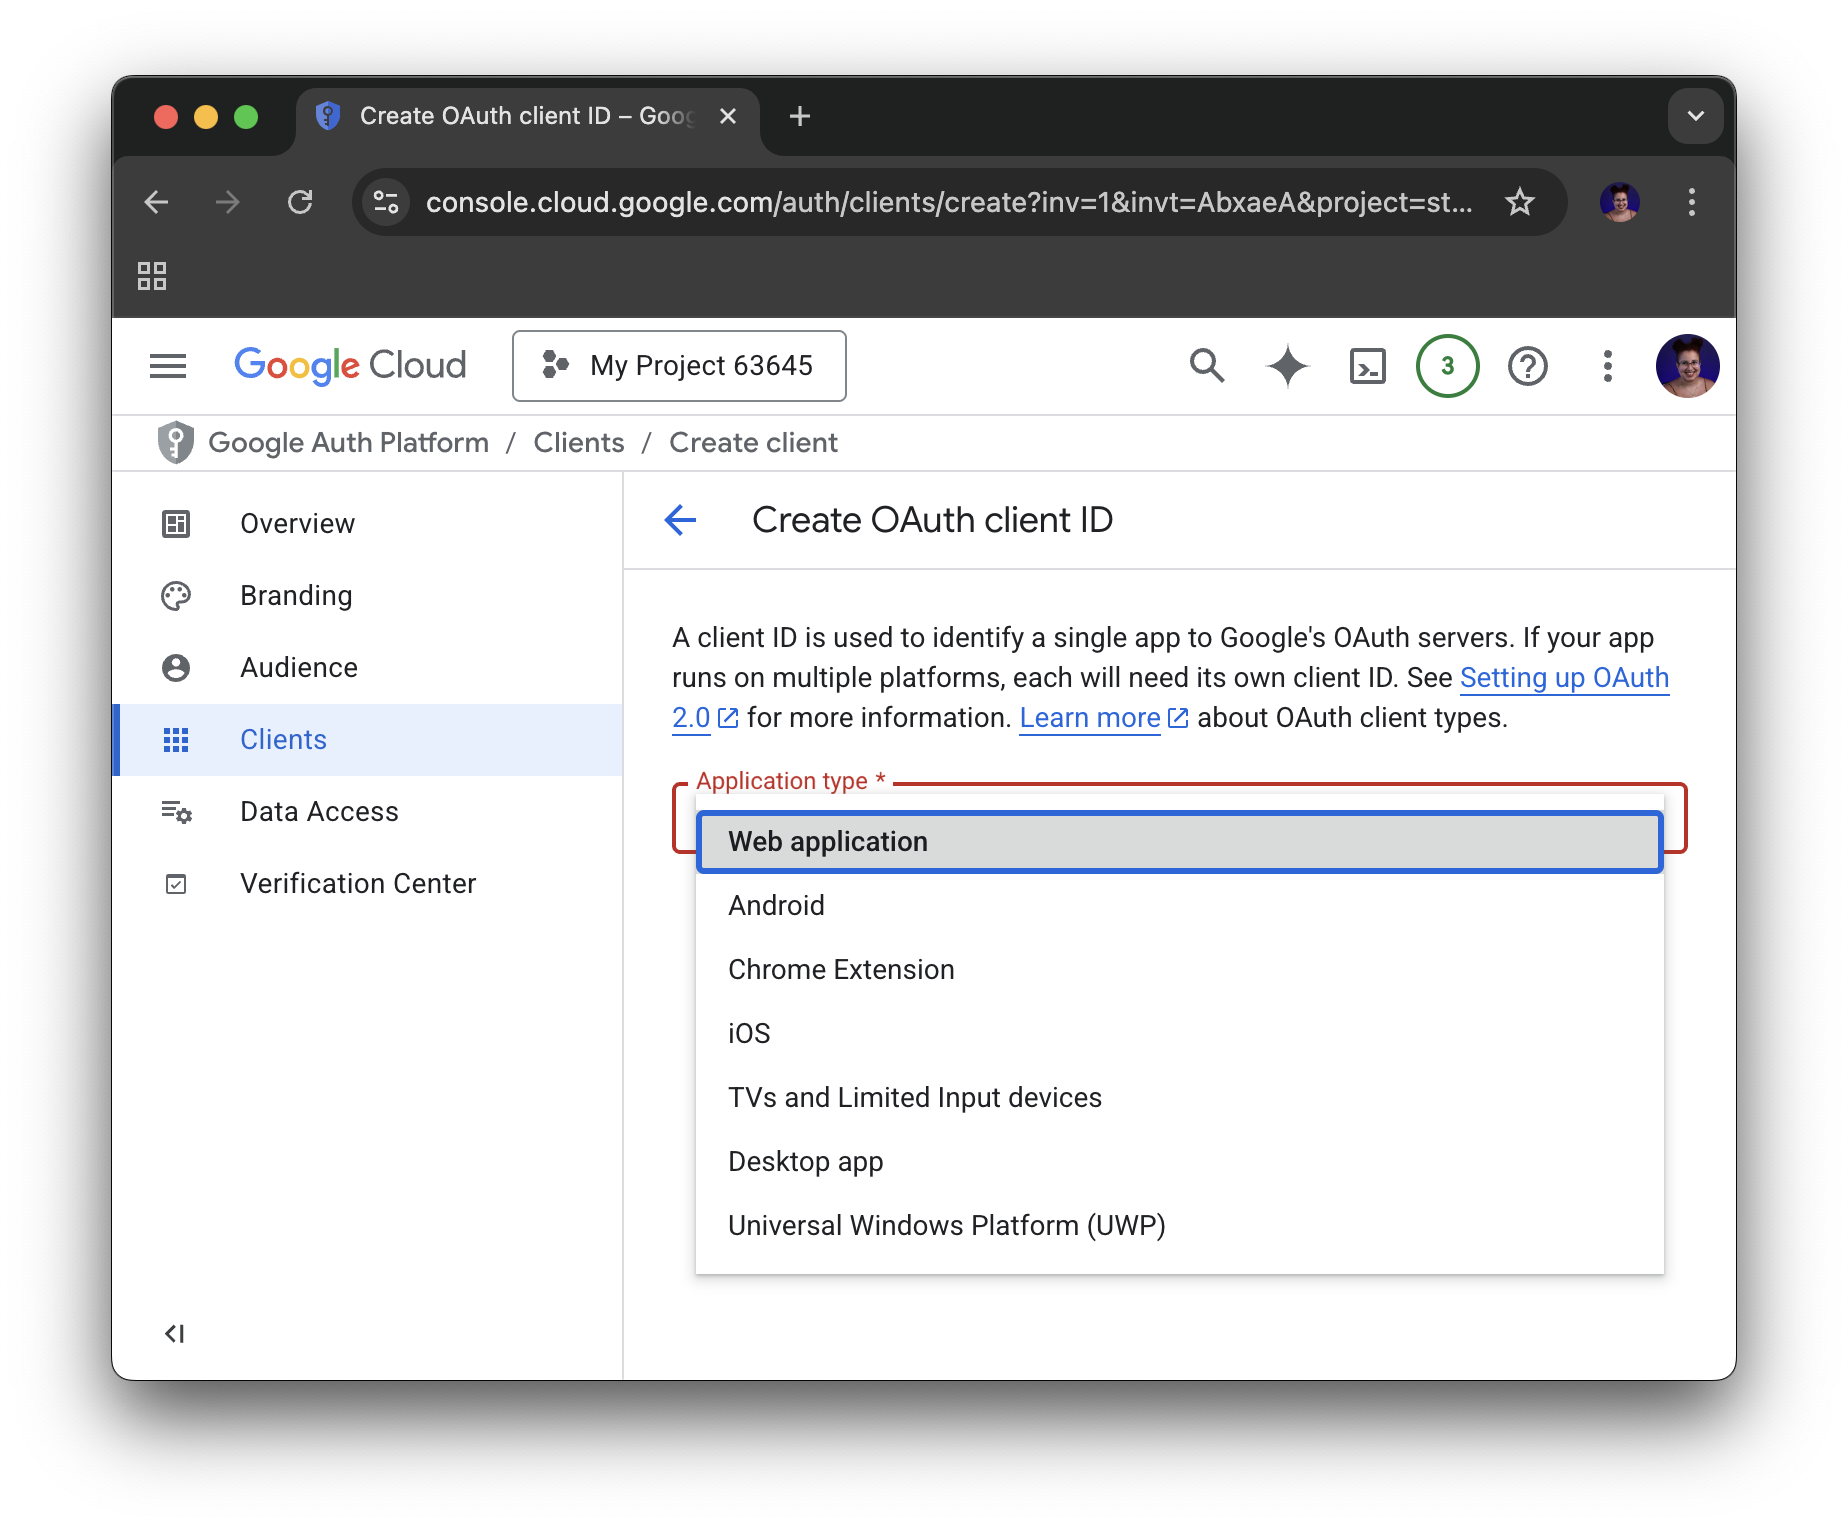 Create OAuth client ID – Goog
console.cloud.google.com/auth/clients/create?inv=1&invt=AbxaeA&project=st...
Google Cloud
My Project 63645
3
Google Auth Platform / Clients / Create client
Overview
Branding
Audience
Clients
Data Access
Verification Center
Create OAuth client ID
A client ID is used to identify a single app to Google's OAuth servers. If your app
runs on multiple platforms, each will need its own client ID. See Setting up OAuth
2.0 for more information. Learn more about OAuth client types.
Application type *
Web application
Android
Chrome Extension
iOS
TVs and Limited Input devices
Desktop app
Universal Windows Platform (UWP)